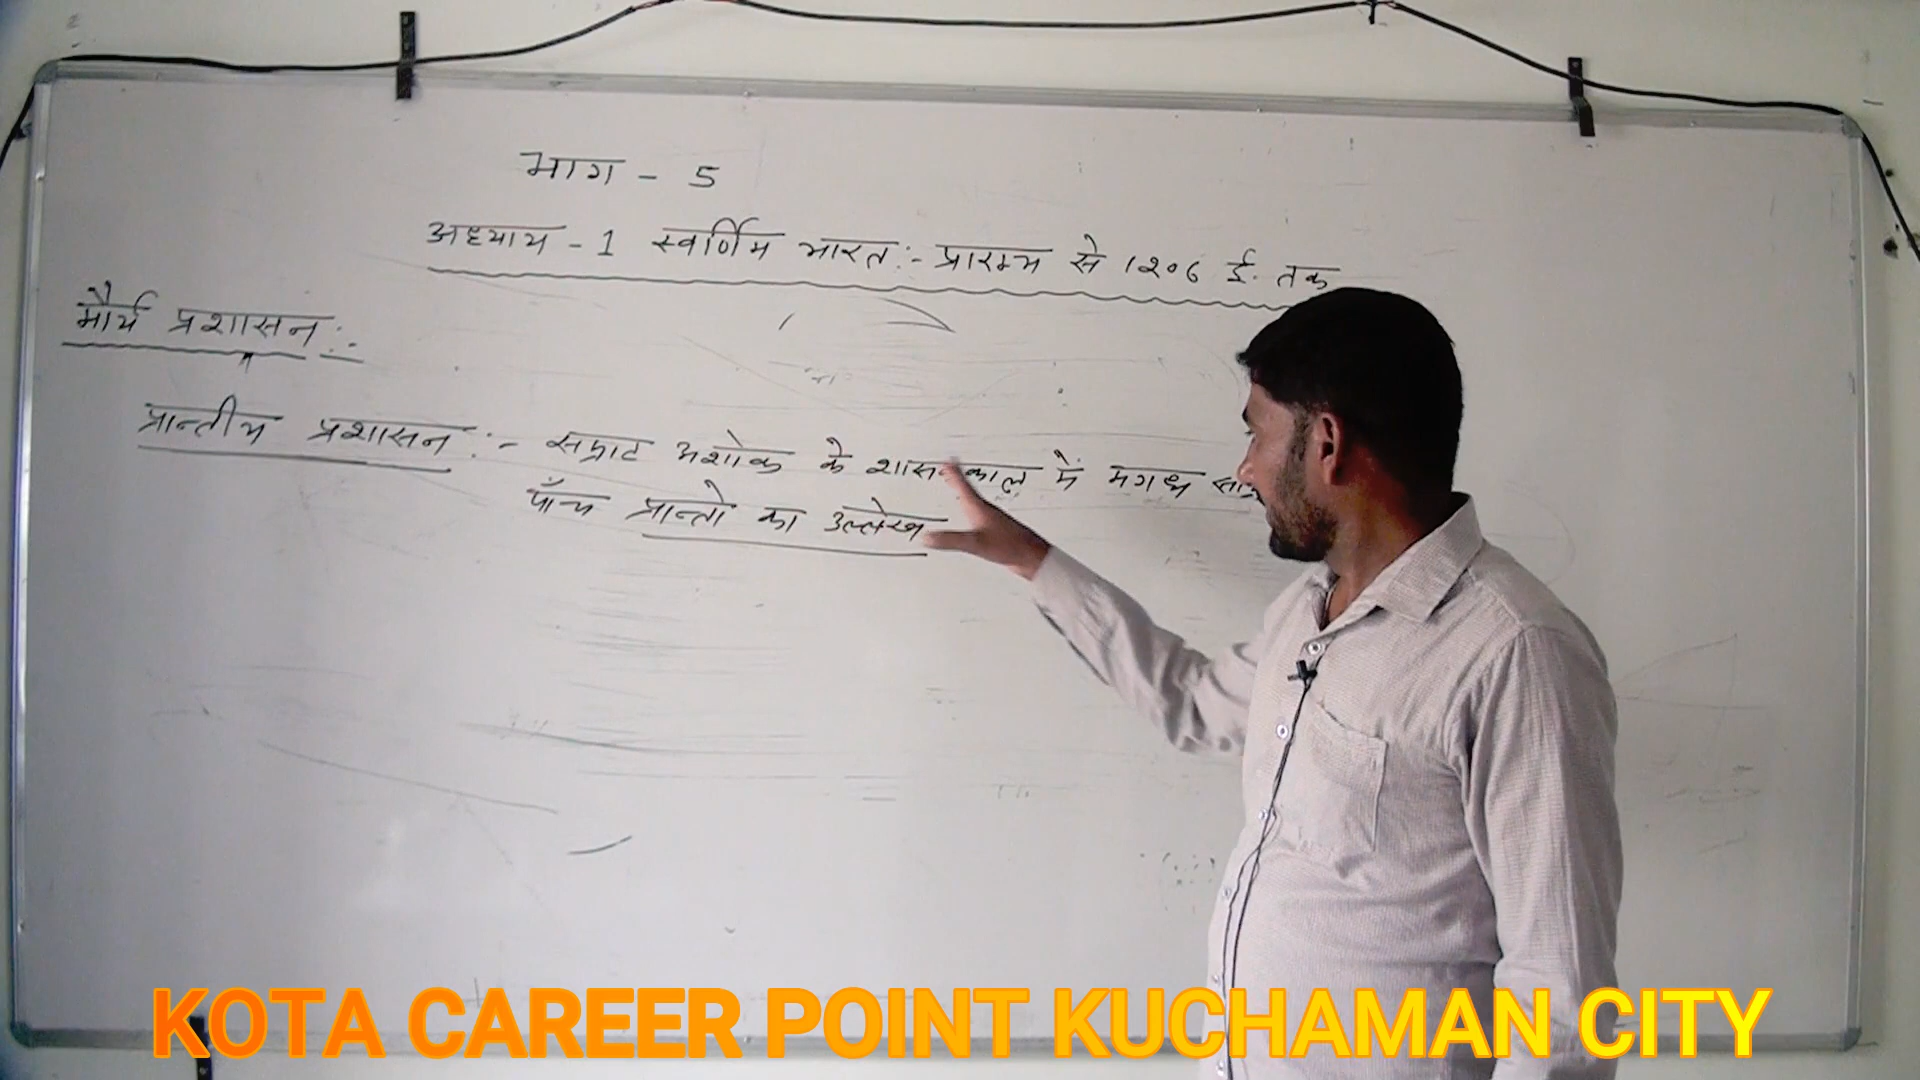 भाग - 5
अध्याय - 1 स्वर्णिम भारत :- प्रारम्भ से 1206 ई. तक
मौर्य प्रशासन :-
प्रान्तीय प्रशासन :- सम्राट अशोक के शासनकाल में मगध
पाँच प्रान्तो का उल्लेख
KOTA CAREER POINT KUCHAMAN CITY